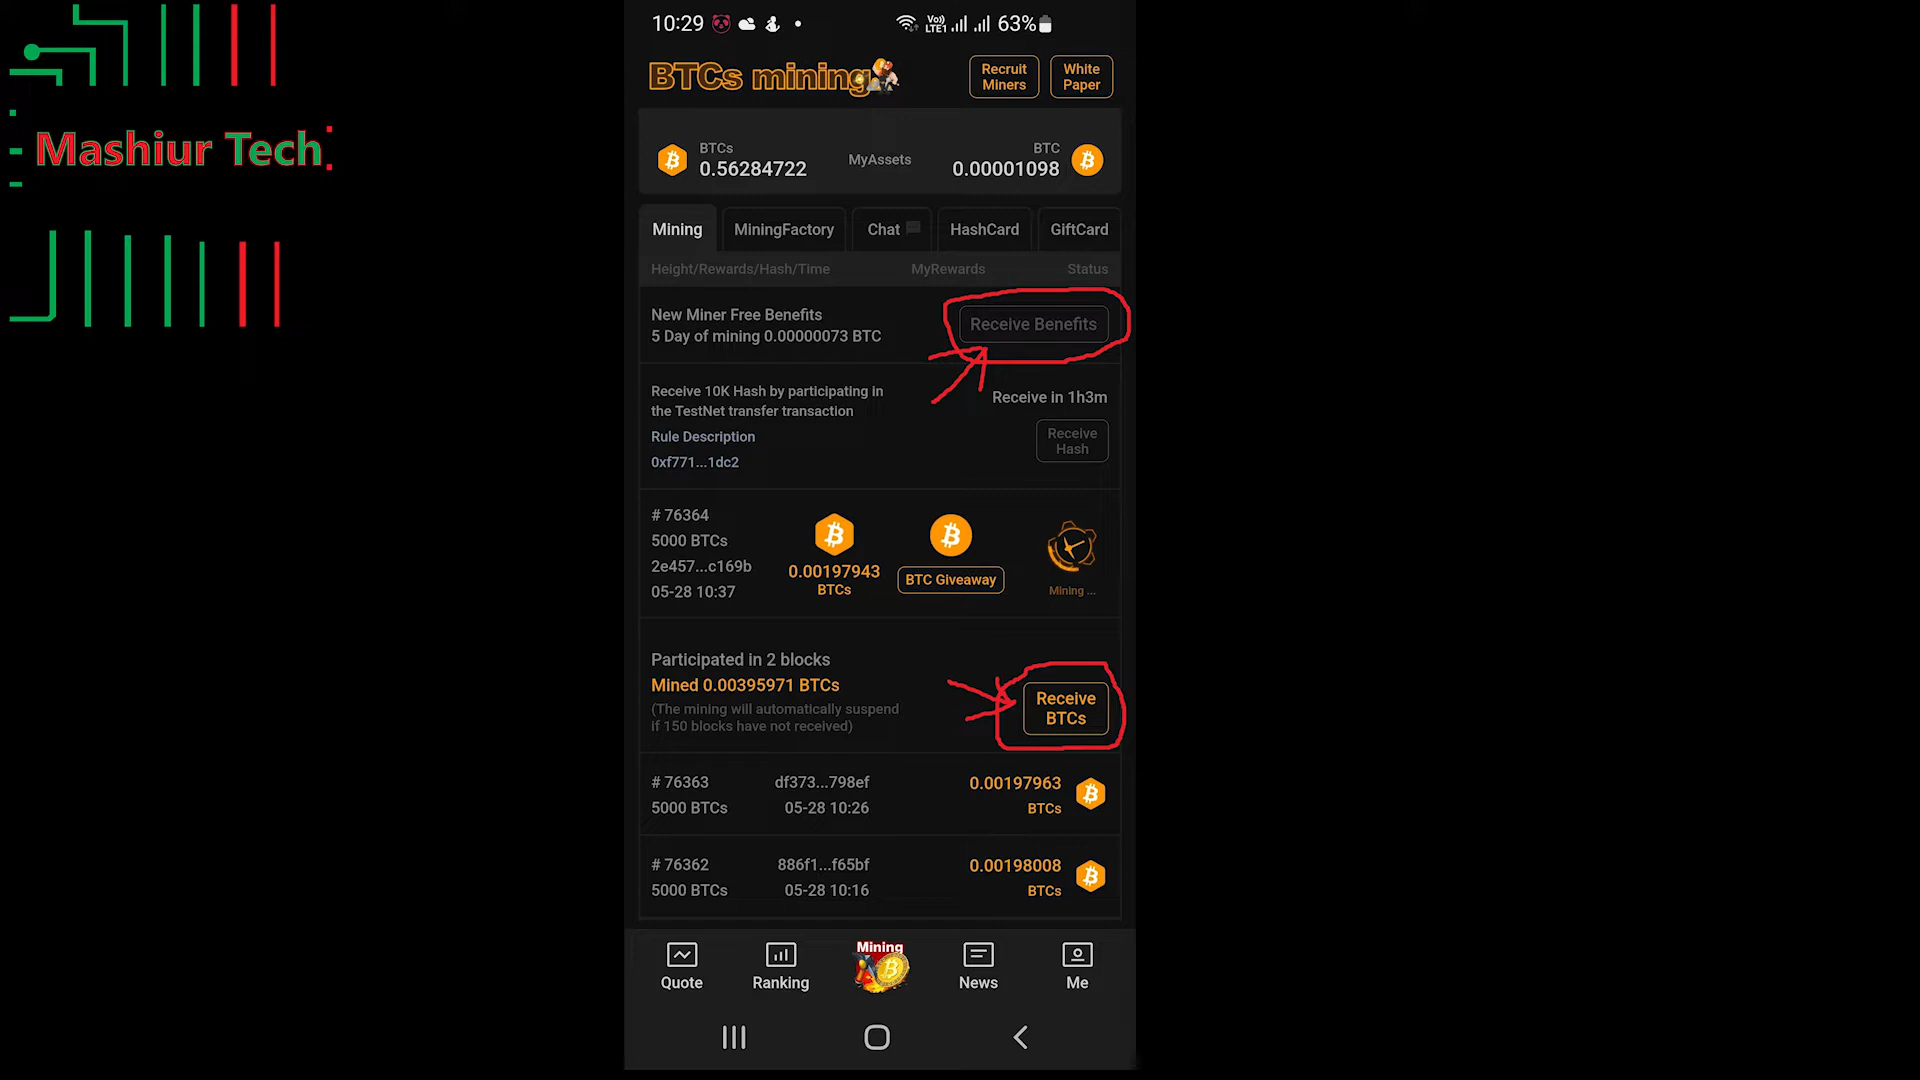 10:29
Vo))
LTE1
63%
Mashiur Tech
BTCs mining
Recruit
Miners
White
Paper
BTCs
0.56284722
MyAssets
BTC
0.00001098
Mining
MiningFactory
Chat
HashCard
GiftCard
Height/Rewards/Hash/Time
MyRewards
Status
New Miner Free Benefits
5 Day of mining 0.00000073 BTC
Receive Benefits
Receive 10K Hash by participating in
the TestNet transfer transaction
Rule Description
0xf771...1dc2
Receive in 1h3m
Receive
Hash
# 76364
5000 BTCs
2e457...c169b
05-28 10:37
0.00197943
BTCs
BTC Giveaway
Mining ...
Participated in 2 blocks
Mined 0.00395971 BTCs
(The mining will automatically suspend
if 150 blocks have not received)
Receive
BTCs
# 76363
5000 BTCs
df373...798ef
05-28 10:26
0.00197963
BTCs
# 76362
5000 BTCs
886f1...f65bf
05-28 10:16
0.00198008
BTCs
Quote
Ranking
Mining
News
Me